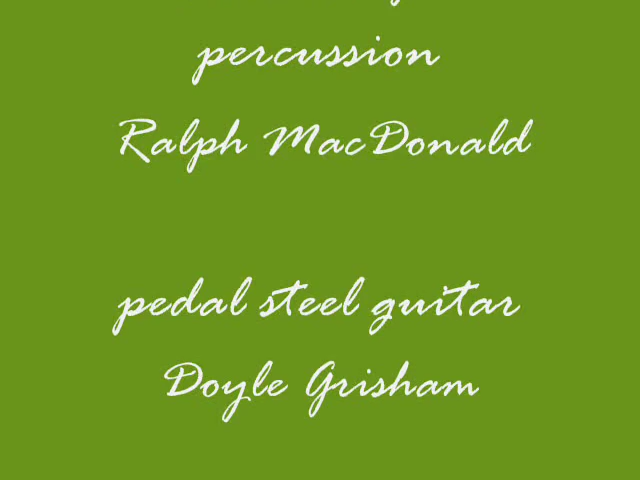 percussion
Ralph MacDonald
pedal steel guitar
Doyle Grisham